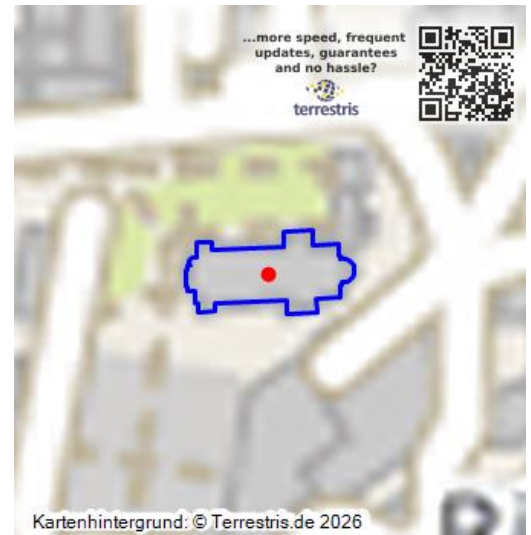 ...more speed, frequent
updates, guarantees
and no hassle?
terrestris
Kartenhintergrund: © Terrestris.de 2026